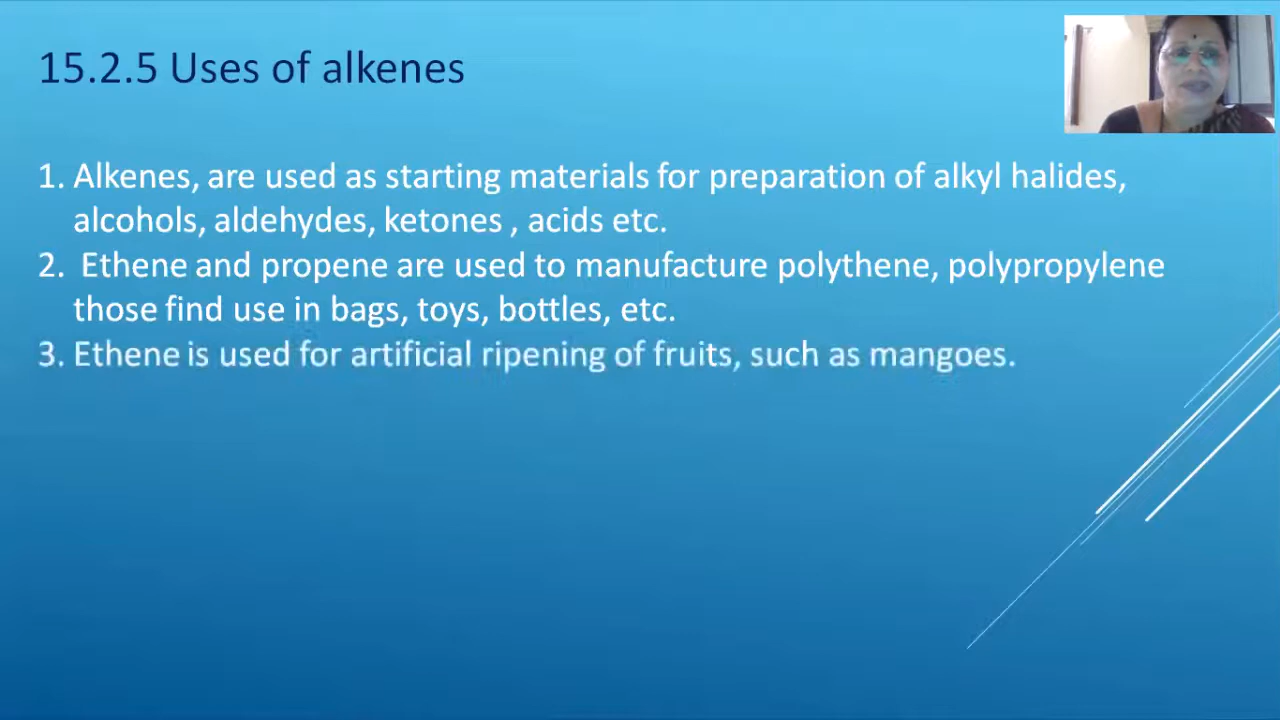 15.2.5 Uses of alkenes
1. Alkenes, are used as starting materials for preparation of alkyl halides,
alcohols, aldehydes, ketones , acids etc.
2. Ethene and propene are used to manufacture polythene, polypropylene
those find use in bags, toys, bottles, etc.
3. Ethene is used for artificial ripening of fruits, such as mangoes.